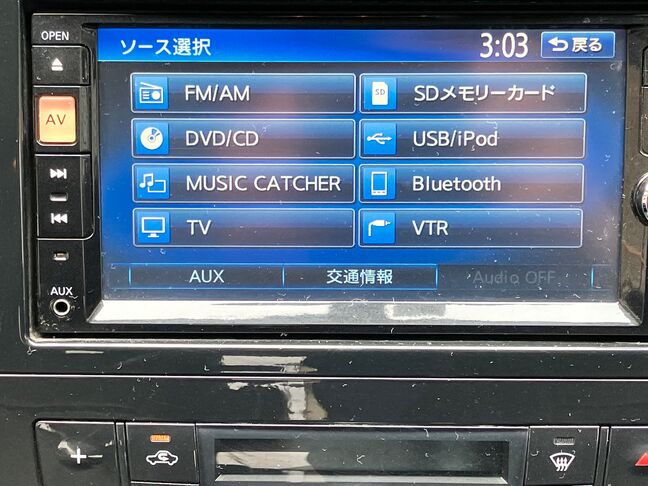 OPEN
ソース選択 3:03 戻る
AV
FM/AM SDメモリーカード
SD
DVD/CD USB/iPod
MUSIC CATCHER Bluetooth
TV VTR
AUX 交通情報 Audio OFF
AUX